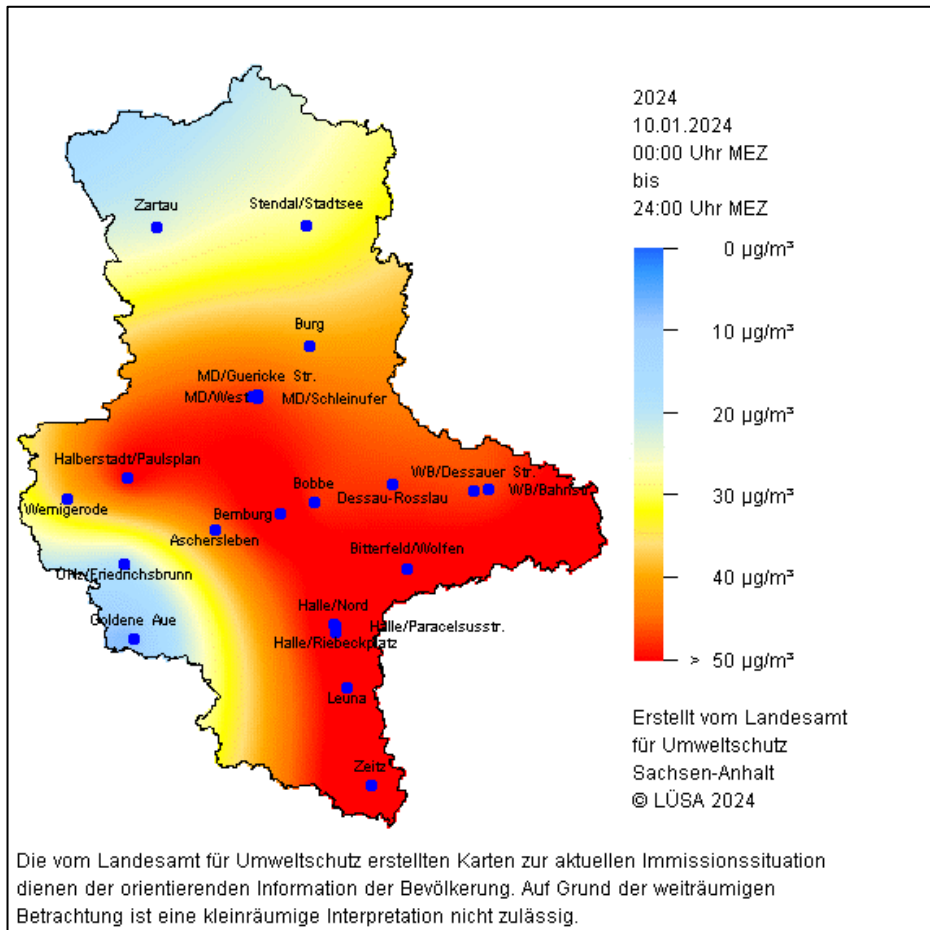 2024
10.01.2024
00:00 Uhr MEZ
bis
24:00 Uhr MEZ
0 µg/m³
10 µg/m³
20 µg/m³
30 µg/m³
40 µg/m³
> 50 µg/m³
Zartau
Stendal/Stadtsee
Burg
MD/Guericke Str.
MD/West
MD/Schleinufer
Halberstadt/Paulsplan
Bobbe
WB/Dessauer Str.
WB/Bahnstr.
Dessau-Rosslau
Wernigerode
Bernburg
Aschersleben
Bitterfeld/Wolfen
UHZ/Friedrichsbrunn
Goldene Aue
Halle/Nord
Halle/Paracelsusstr.
Halle/Riebeckplatz
Leuna
Zeitz
Erstellt vom Landesamt
für Umweltschutz
Sachsen-Anhalt
© LÜSA 2024
Die vom Landesamt für Umweltschutz erstellten Karten zur aktuellen Immissionssituation
dienen der orientierenden Information der Bevölkerung. Auf Grund der weiträumigen
Betrachtung ist eine kleinräumige Interpretation nicht zulässig.